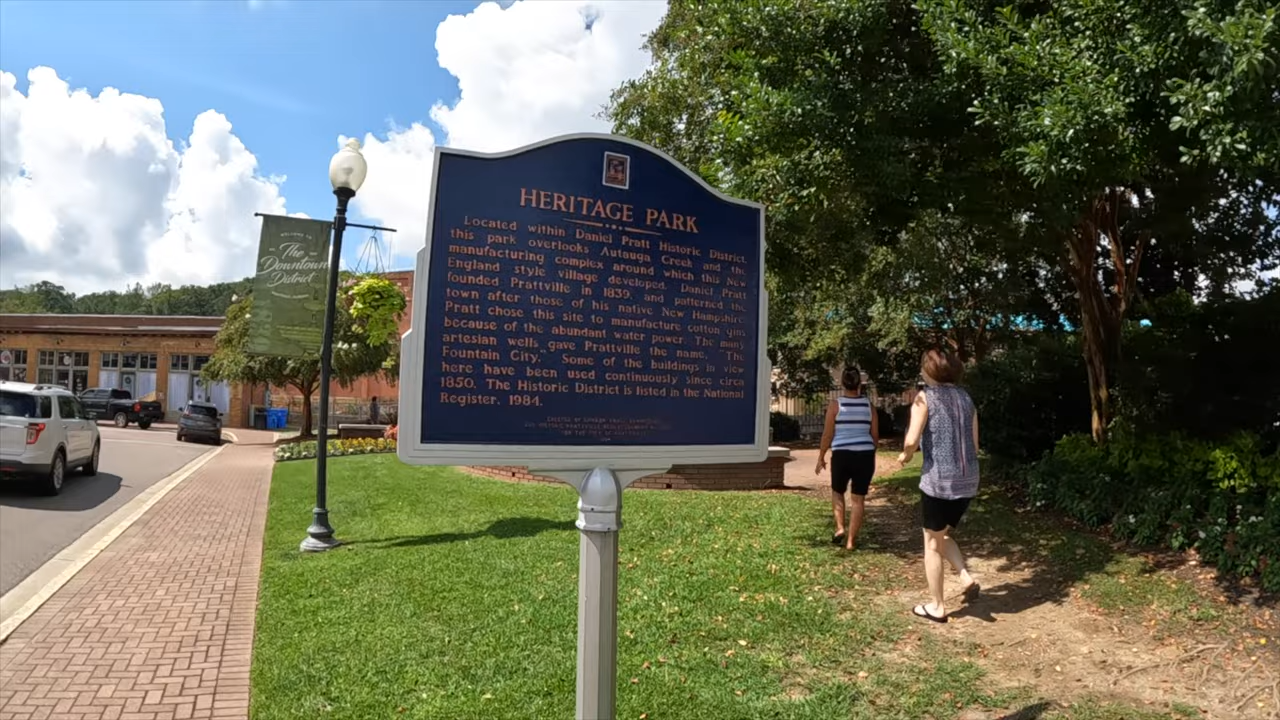 WELCOME TO
The
Downtown
District
HERITAGE PARK
Located within Daniel Pratt Historic District,
this park overlooks Autauga Creek and the
manufacturing complex around which this New
England style village developed. Daniel Pratt
founded Prattville in 1839, and patterned the
town after those of his native New Hampshire.
Pratt chose this site to manufacture cotton gins
because of the abundant water power. The many
artesian wells gave Prattville the name, "The
Fountain City." Some of the buildings in view
here have been used continuously since circa
1850. The Historic District is listed in the National
Register, 1984.